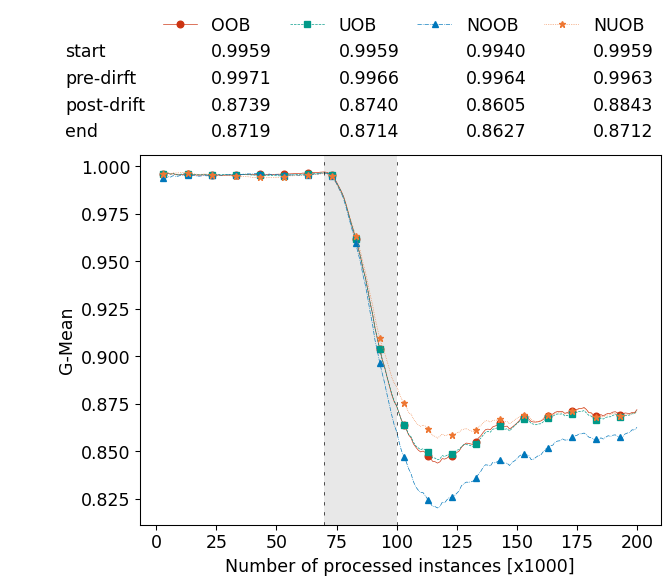 OOB UOB NOOB NUOB
start 0.9959 0.9959 0.9940 0.9959
pre-dirft 0.9971 0.9966 0.9964 0.9963
post-drift 0.8739 0.8740 0.8605 0.8843
end 0.8719 0.8714 0.8627 0.8712
1.000
0.975
0.950
0.925
0.900
0.875
0.850
0.825
G-Mean
0 25 50 75 100 125 150 175 200
Number of processed instances [x1000]